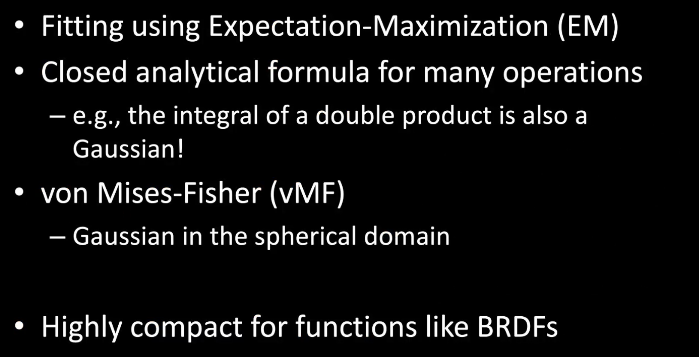 • Fitting using Expectation-Maximization (EM)
• Closed analytical formula for many operations
– e.g., the integral of a double product is also a
Gaussian!
• von Mises-Fisher (vMF)
– Gaussian in the spherical domain
• Highly compact for functions like BRDFs